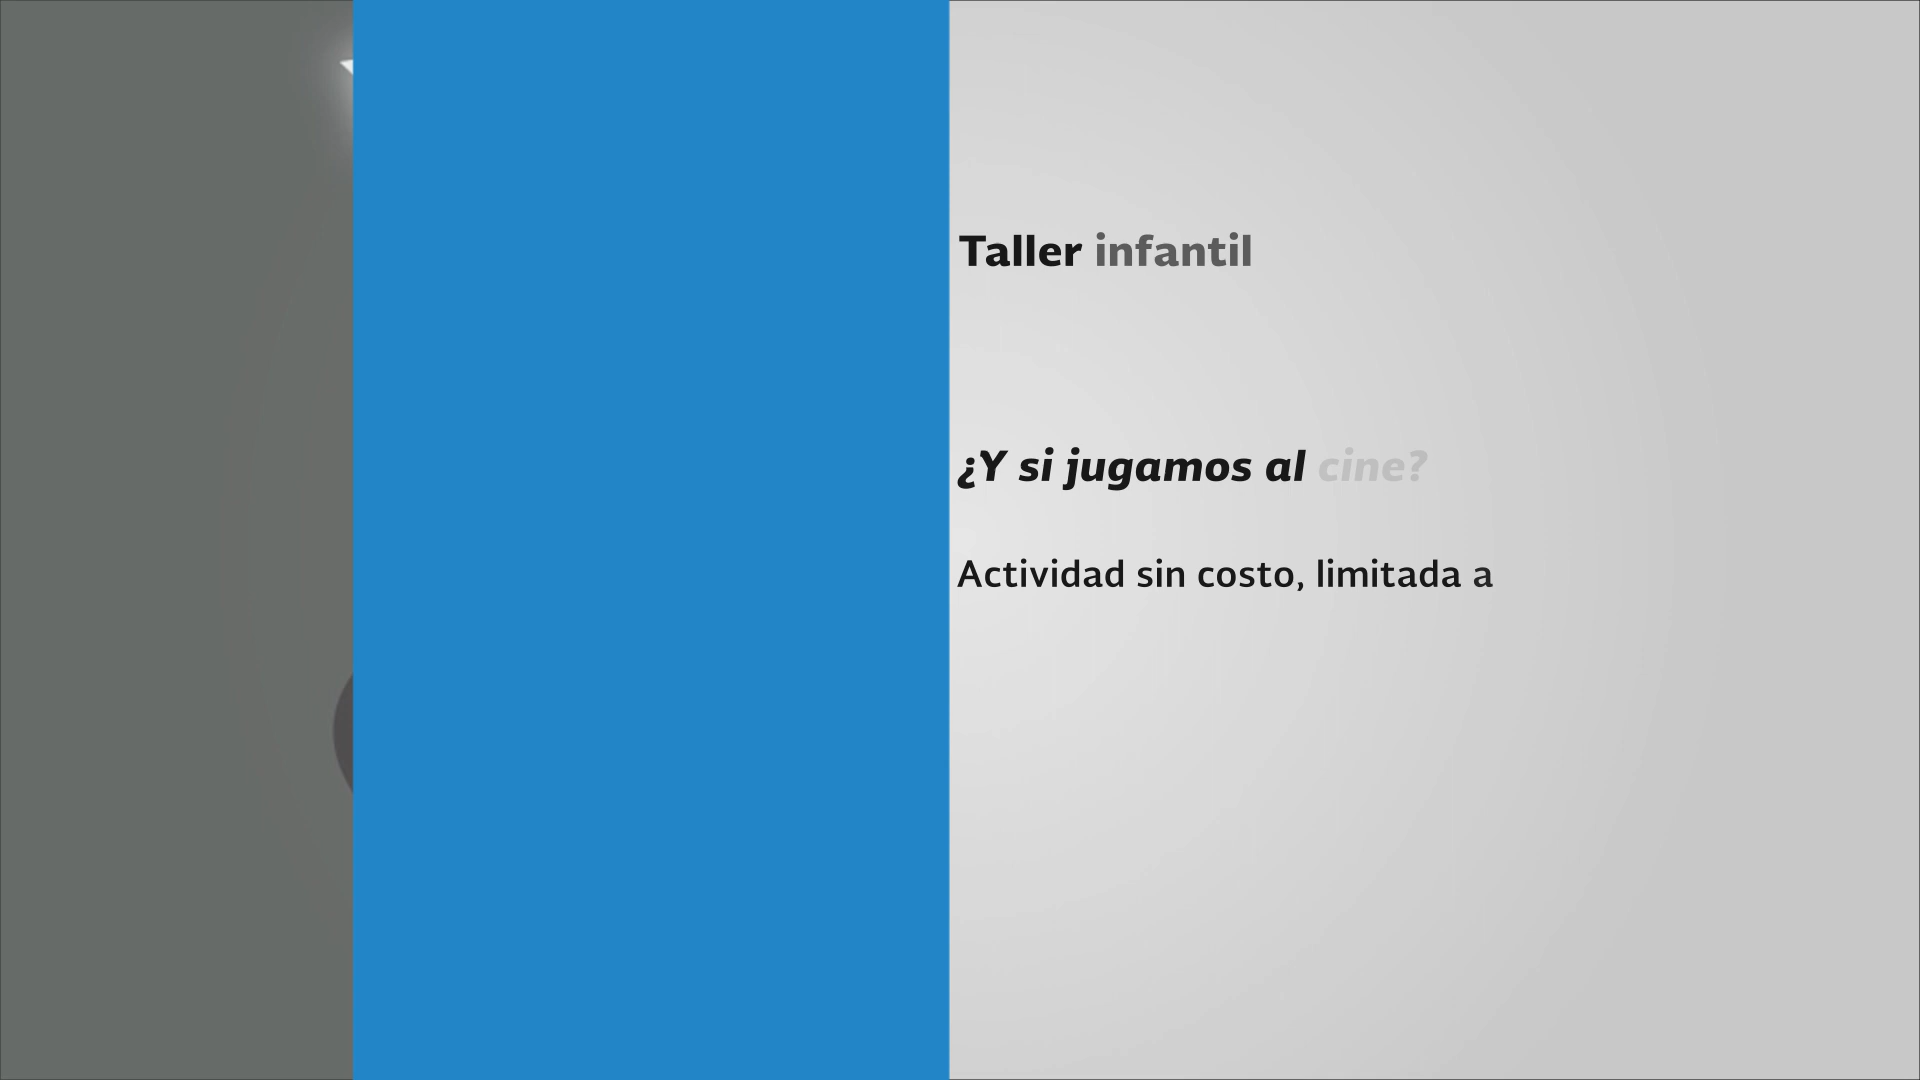 Taller infantil
¿Y si jugamos al cine?
Actividad sin costo, limitada a